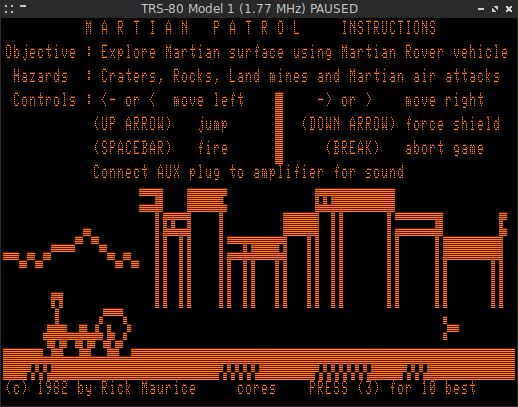 TRS-80 Model 1 (1.77 MHz) PAUSED
M A R T I A N   P A T R O L   INSTRUCTIONS
Objective : Explore Martian surface using Martian Rover vehicle
Hazards : Craters, Rocks, Land mines and Martian air attacks
Controls : <- or < move left   -> or > move right
(UP ARROW) jump   (DOWN ARROW) force shield
(SPACEBAR) fire   (BREAK) abort game
Connect AUX plug to amplifier for sound
(c) 1982 by Rick Maurice   cores   PRESS (3) for 10 best